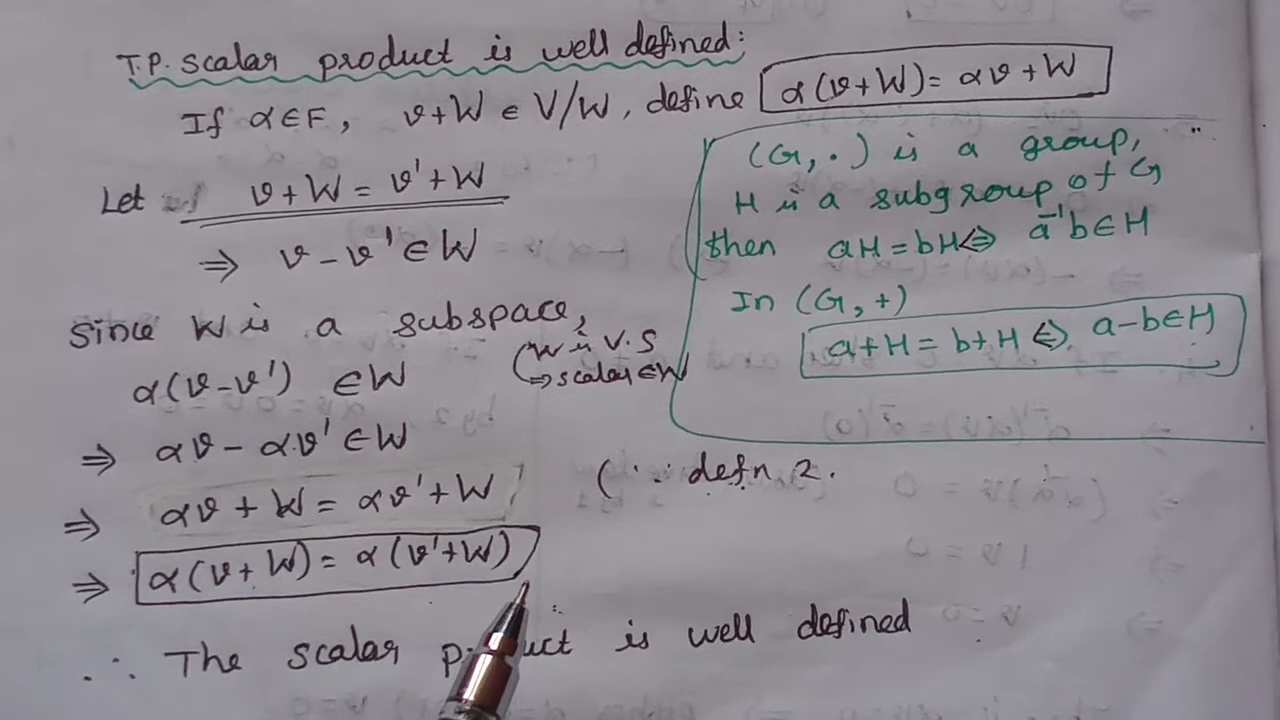 T.P. scalar product is well defined:
If α∈F, v+W ∈ V/W, define α(v+W) = αv+W
Let v+W = v'+W
⇒ v-v' ∈ W
Since W is a subspace,
(W is V.S
⇒ scalar ∈ W
α(v-v') ∈ W
⇒ αv - αv' ∈ W
⇒ αv + W = αv' + W (∵ defn 2.
⇒ α(v+W) = α(v'+W)
∴ The scalar product is well defined
(G, .) is a group,
H is a subgroup of G
then aH = bH ⇔ a⁻¹b ∈ H
In (G, +)
a+H = b+H ⇔ a-b ∈ H